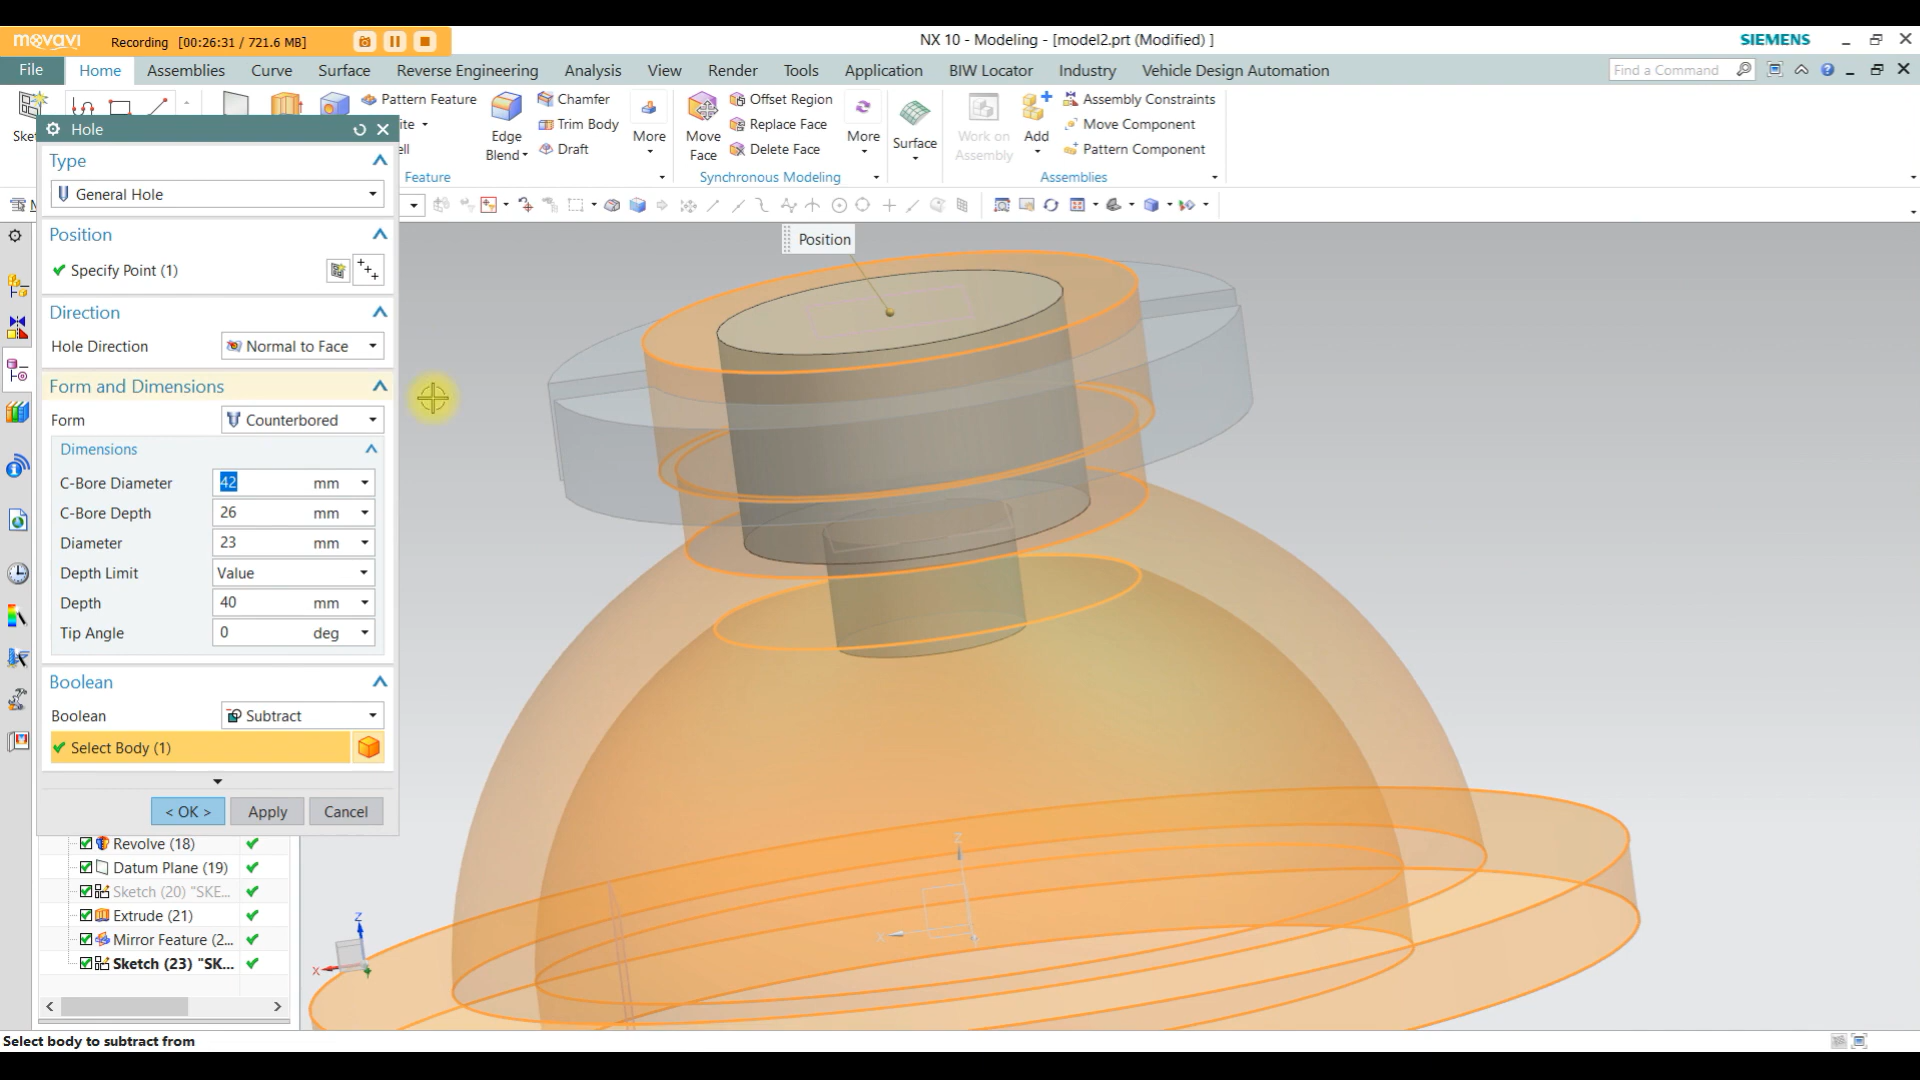 movavi
Recording [00:26:31 / 721.6 MB]
NX 10 - Modeling - [model2.prt (Modified) ]
SIEMENS
File
Home
Assemblies
Curve
Surface
Reverse Engineering
Analysis
View
Render
Tools
Application
BIW Locator
Industry
Vehicle Design Automation
Find a Command
Pattern Feature
Edge
Blend
Chamfer
Trim Body
Draft
More
Feature
Move
Face
Offset Region
Replace Face
Delete Face
More
Synchronous Modeling
Surface
Work on
Assembly
Add
Assembly Constraints
Move Component
Pattern Component
Assemblies
Hole
Type
General Hole
Position
Specify Point (1)
Direction
Hole Direction
Normal to Face
Form and Dimensions
Form
Counterbored
Dimensions
C-Bore Diameter 42 mm
C-Bore Depth 26 mm
Diameter 23 mm
Depth Limit Value
Depth 40 mm
Tip Angle 0 deg
Boolean
Boolean
Subtract
Select Body (1)
< OK >
Apply
Cancel
Position
Revolve (18)
Datum Plane (19)
Sketch (20) "SKE...
Extrude (21)
Mirror Feature (2...
Sketch (23) "SK...
Z
X
Z
X
Select body to subtract from